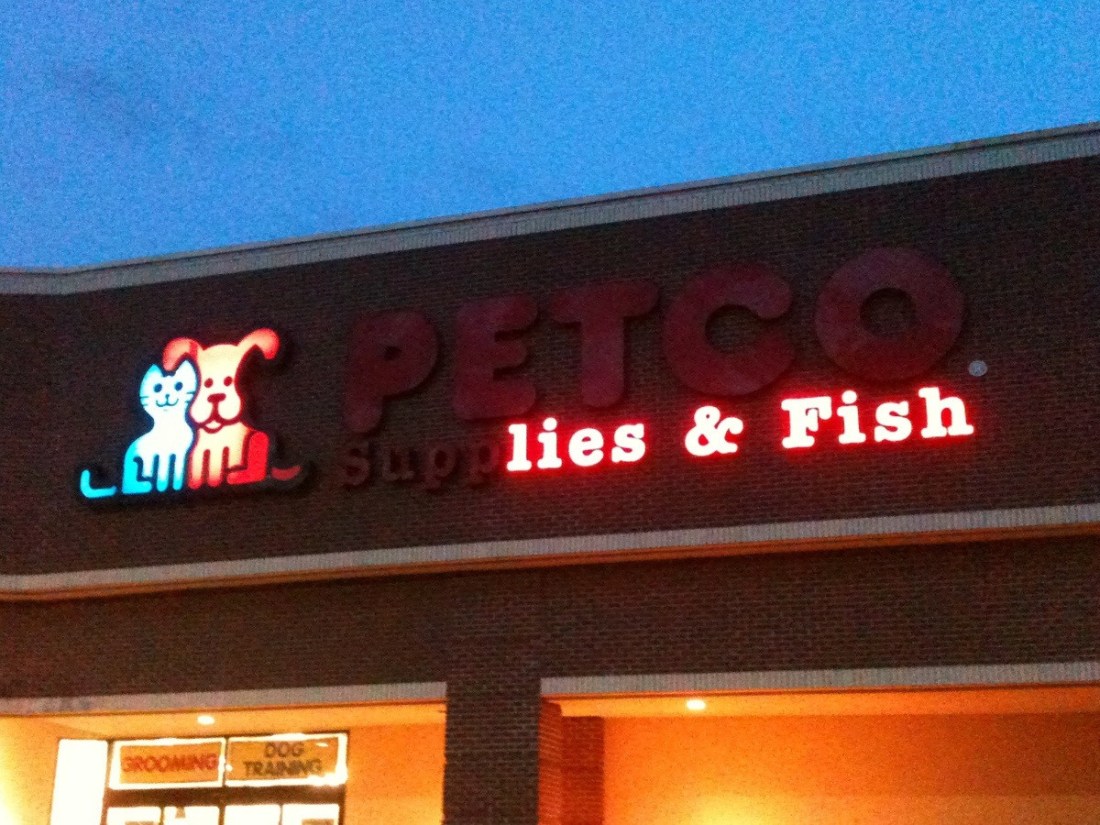 PETCO
Supplies & Fish
GROOMING
DOG
TRAINING